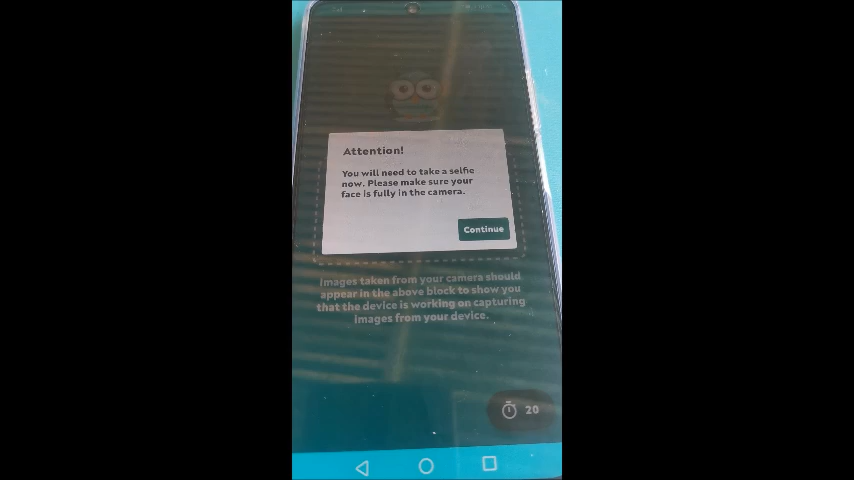 Attention!
You will need to take a selfie
now. Please make sure your
face is fully in the camera.
Continue
Images taken from your camera should
appear in the above block to show you
that the device is working on capturing
images from your device.
20